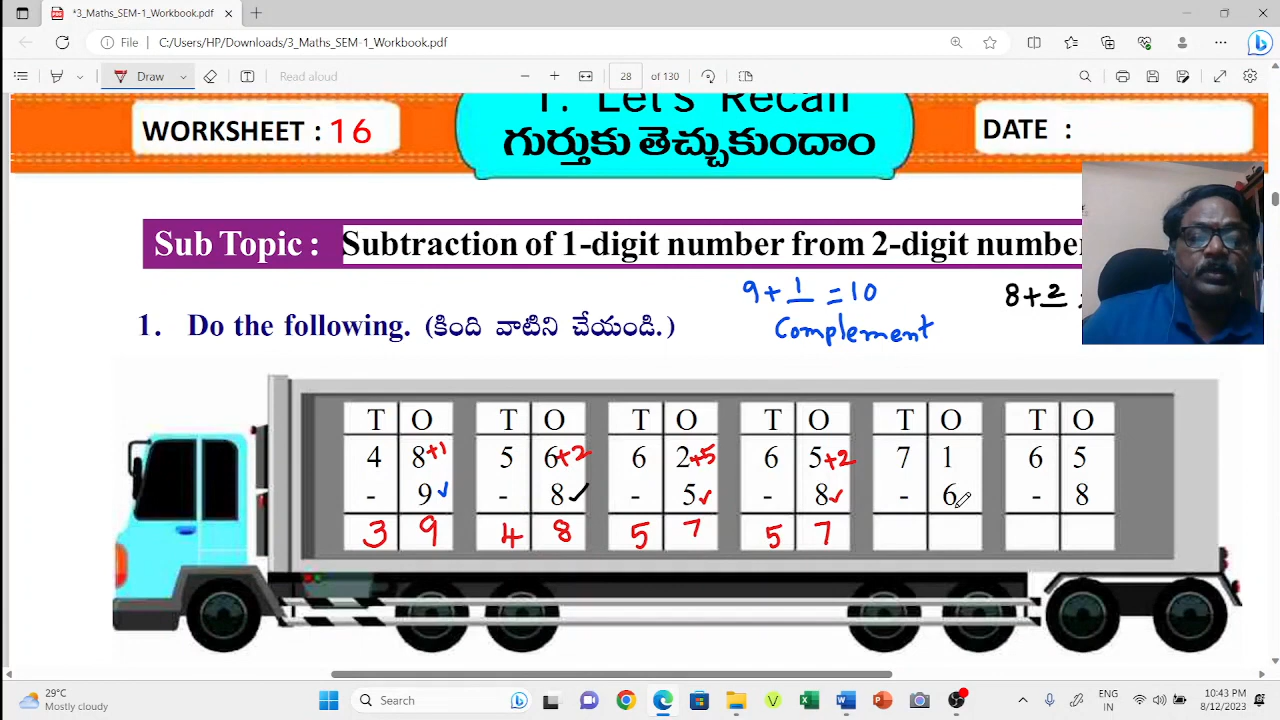 *3_Maths_SEM-1_Workbook.pdf
File C:/Users/HP/Downloads/3_Maths_SEM-1_Workbook.pdf
Draw Read aloud 28 of 130
WORKSHEET : 16
1. Let's Recall
గుర్తుకు తెచ్చుకుందాం
DATE :
Sub Topic : Subtraction of 1-digit number from 2-digit number
9+1=10
8+2
Complement
1. Do the following. (కింది వాటిని చేయండి.)
T O T O T O T O T O T O
4 8+1 5 6+2 6 2+5 6 5+2 7 1 6 5
- 9✓ - 8✓ - 5✓ - 8✓ - 6 - 8
3 9 4 8 5 7 5 7
29°C
Mostly cloudy
Search
ENG
IN
10:43 PM
8/12/2023